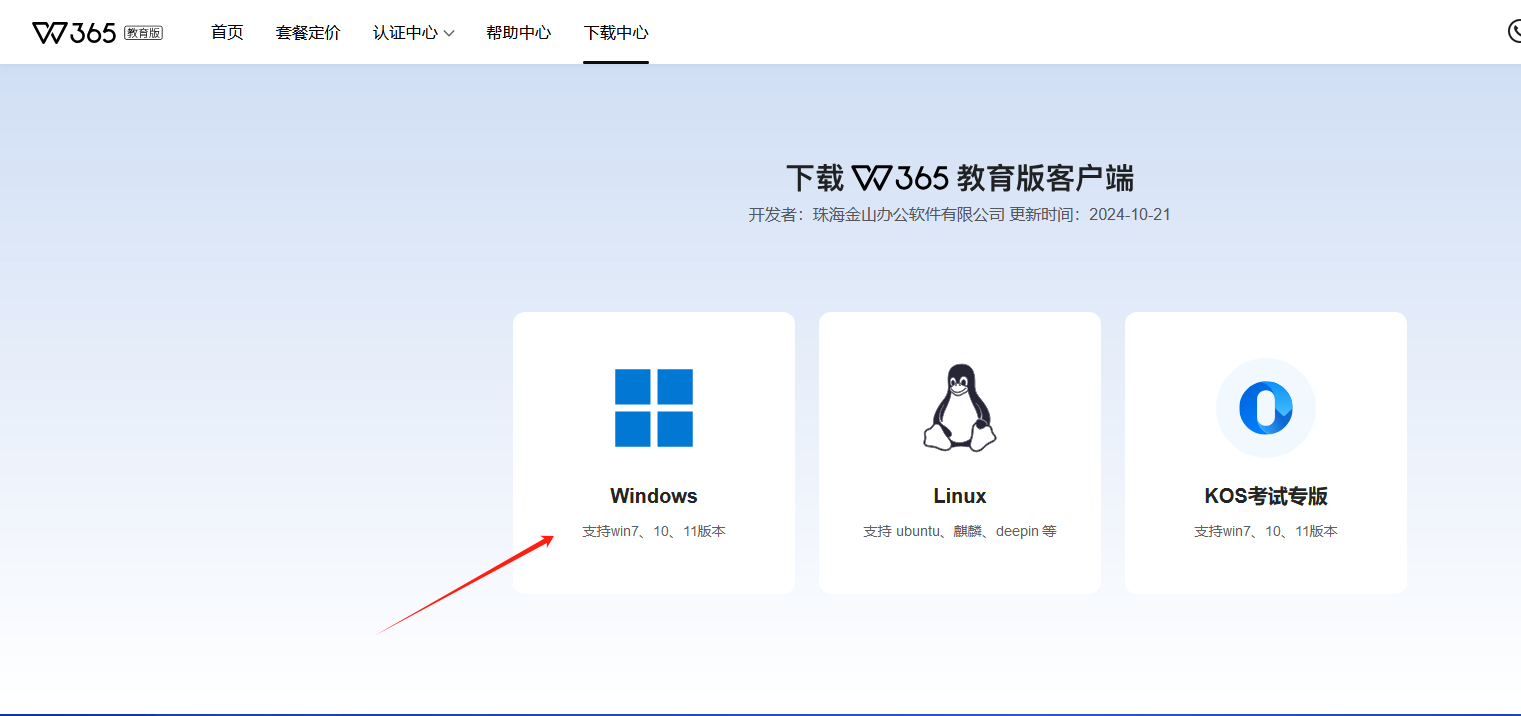 W365 教育版 首页 套餐定价 认证中心 帮助中心 下载中心
下载 W365 教育版客户端
开发者：珠海金山办公软件有限公司 更新时间：2024-10-21
Windows
支持win7、10、11版本
Linux
支持 ubuntu、麒麟、deepin 等
KOS考试专版
支持win7、10、11版本